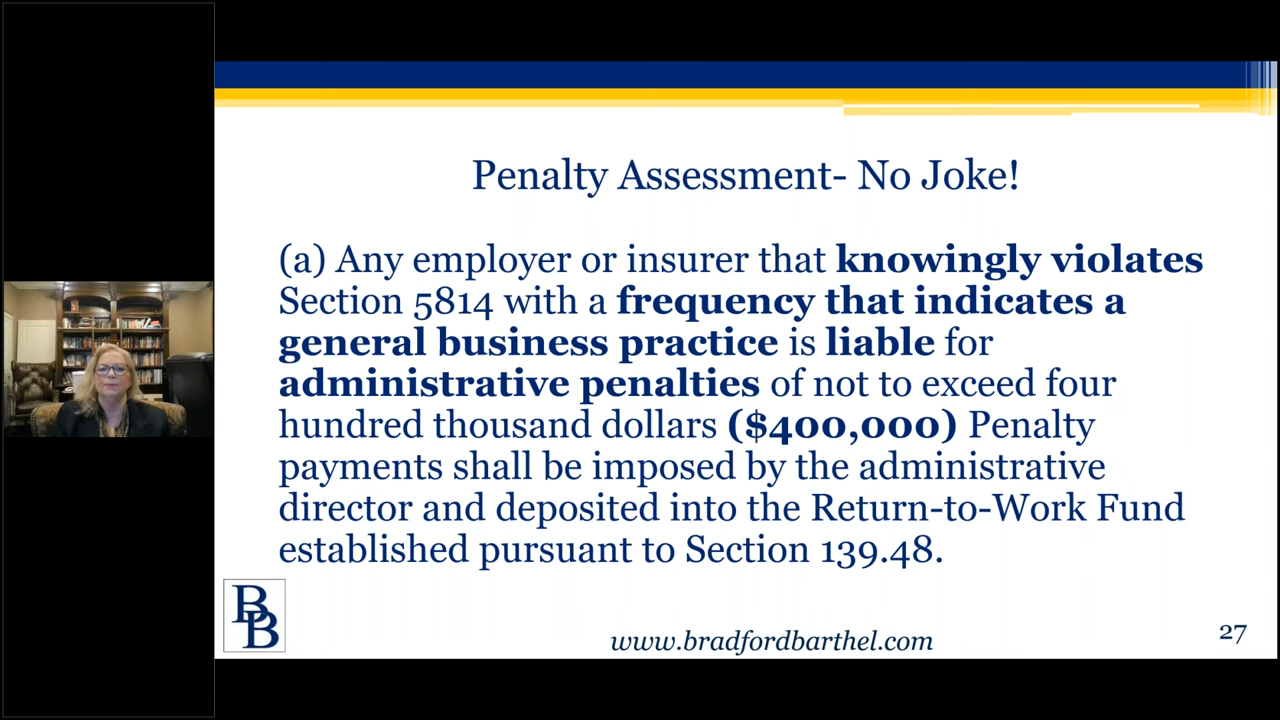 Penalty Assessment- No Joke!
(a) Any employer or insurer that knowingly violates
Section 5814 with a frequency that indicates a
general business practice is liable for
administrative penalties of not to exceed four
hundred thousand dollars ($400,000) Penalty
payments shall be imposed by the administrative
director and deposited into the Return-to-Work Fund
established pursuant to Section 139.48.
BB
www.bradfordbarthel.com
27